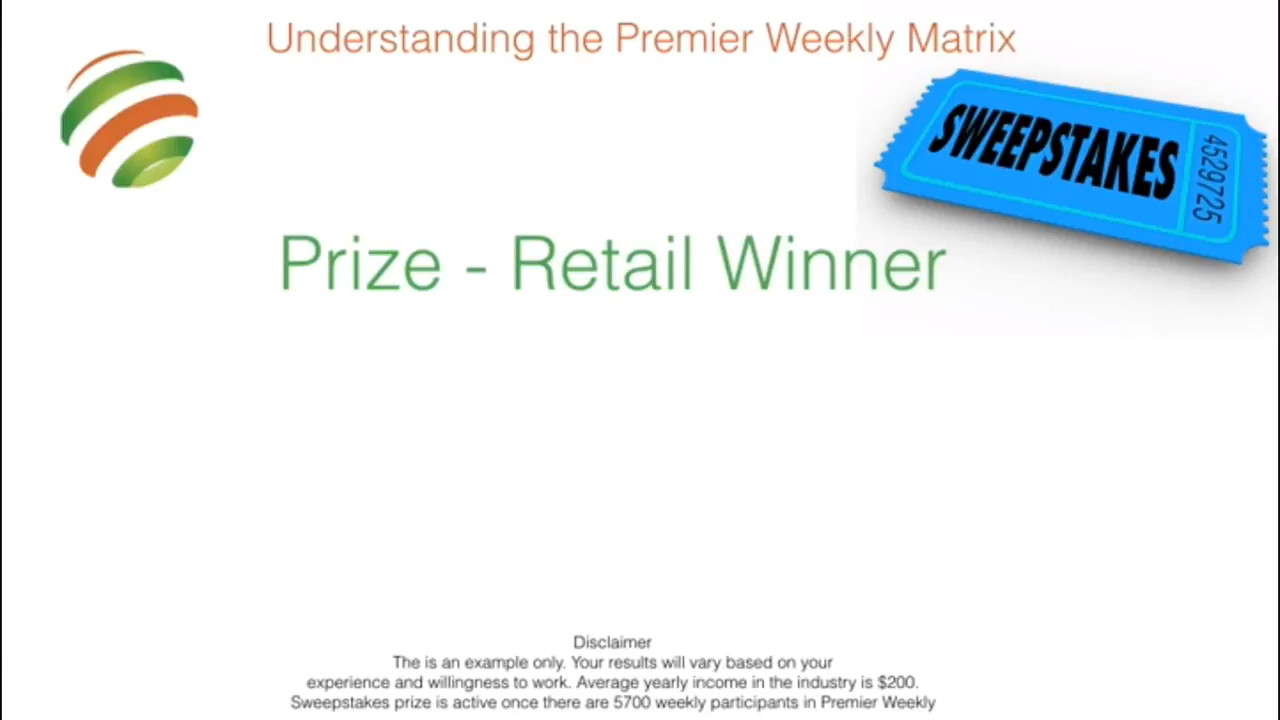 Understanding the Premier Weekly Matrix
SWEEPSTAKES
4529725
Prize - Retail Winner
Disclaimer
The is an example only. Your results will vary based on your
experience and willingness to work. Average yearly income in the industry is $200.
Sweepstakes prize is active once there are 5700 weekly participants in Premier Weekly